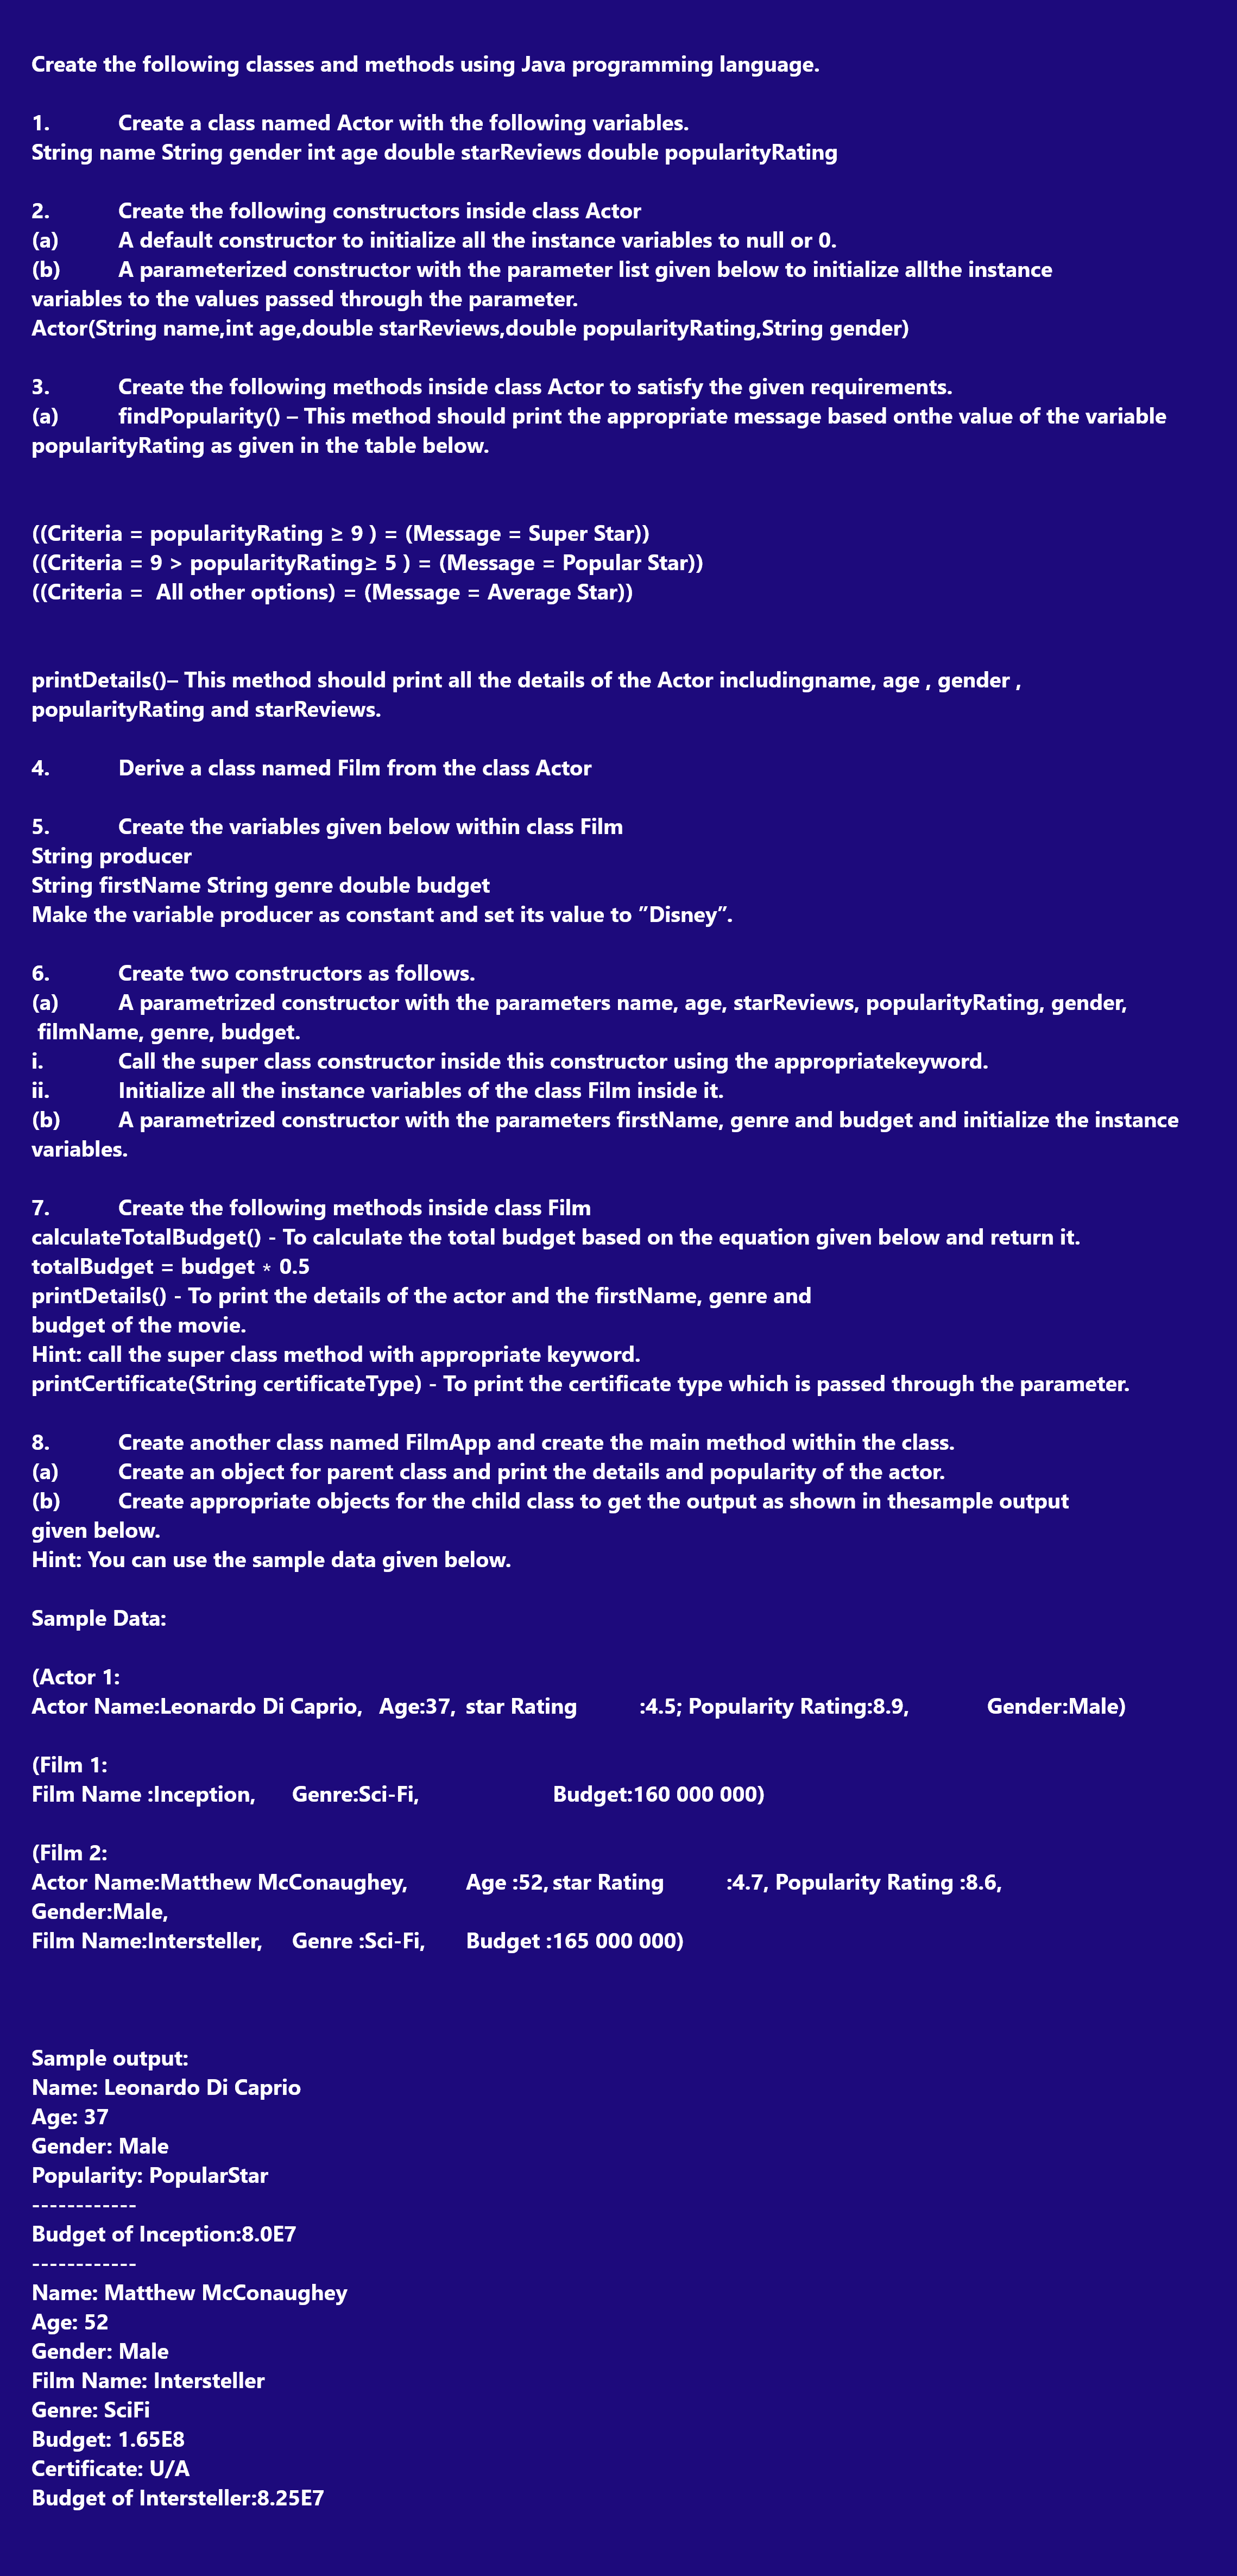 Create the following classes and methods using Java programming language.
1. Create a class named Actor with the following variables.
String name String gender int age double starReviews double popularityRating
2. Create the following constructors inside class Actor
(a) A default constructor to initialize all the instance variables to null or 0.
(b) A parameterized constructor with the parameter list given below to initialize allthe instance
variables to the values passed through the parameter.
Actor(String name,int age,double starReviews,double popularityRating,String gender)
3. Create the following methods inside class Actor to satisfy the given requirements.
(a) findPopularity() – This method should print the appropriate message based onthe value of the variable
popularityRating as given in the table below.
((Criteria = popularityRating ≥ 9 ) = (Message = Super Star))
((Criteria = 9 > popularityRating≥ 5 ) = (Message = Popular Star))
((Criteria =  All other options) = (Message = Average Star))
printDetails()– This method should print all the details of the Actor includingname, age , gender ,
popularityRating and starReviews.
4. Derive a class named Film from the class Actor
5. Create the variables given below within class Film
String producer
String firstName String genre double budget
Make the variable producer as constant and set its value to ”Disney”.
6. Create two constructors as follows.
(a) A parametrized constructor with the parameters name, age, starReviews, popularityRating, gender,
filmName, genre, budget.
i. Call the super class constructor inside this constructor using the appropriatekeyword.
ii. Initialize all the instance variables of the class Film inside it.
(b) A parametrized constructor with the parameters firstName, genre and budget and initialize the instance
variables.
7. Create the following methods inside class Film
calculateTotalBudget() - To calculate the total budget based on the equation given below and return it.
totalBudget = budget ∗ 0.5
printDetails() - To print the details of the actor and the firstName, genre and
budget of the movie.
Hint: call the super class method with appropriate keyword.
printCertificate(String certificateType) - To print the certificate type which is passed through the parameter.
8. Create another class named FilmApp and create the main method within the class.
(a) Create an object for parent class and print the details and popularity of the actor.
(b) Create appropriate objects for the child class to get the output as shown in thesample output
given below.
Hint: You can use the sample data given below.
Sample Data:
(Actor 1:
Actor Name:Leonardo Di Caprio, Age:37, star Rating :4.5; Popularity Rating:8.9, Gender:Male)
(Film 1:
Film Name :Inception, Genre:Sci-Fi, Budget:160 000 000)
(Film 2:
Actor Name:Matthew McConaughey, Age :52, star Rating :4.7, Popularity Rating :8.6,
Gender:Male,
Film Name:Intersteller, Genre :Sci-Fi, Budget :165 000 000)
Sample output:
Name: Leonardo Di Caprio
Age: 37
Gender: Male
Popularity: PopularStar
------------
Budget of Inception:8.0E7
------------
Name: Matthew McConaughey
Age: 52
Gender: Male
Film Name: Intersteller
Genre: SciFi
Budget: 1.65E8
Certificate: U/A
Budget of Intersteller:8.25E7